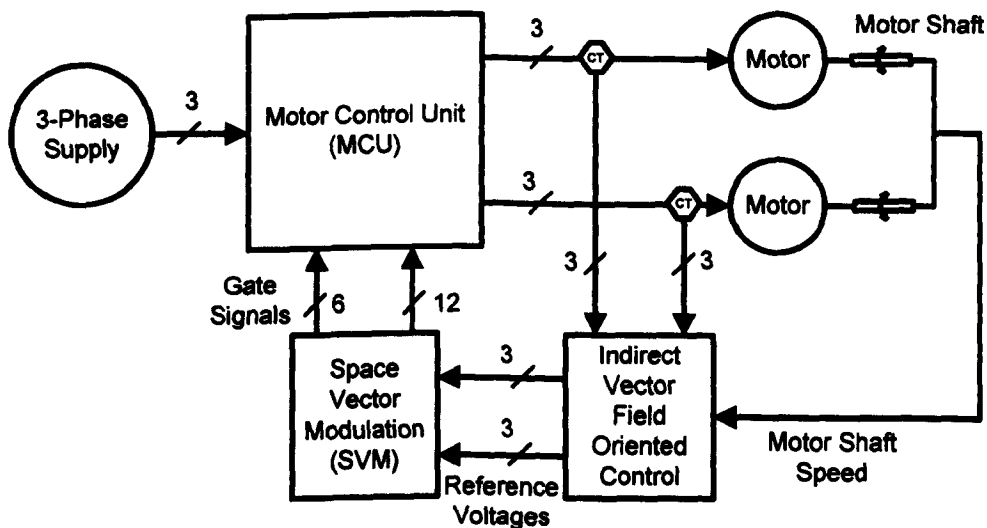 3-Phase
Supply
3
Motor Control Unit
(MCU)
3
CT
Motor
Motor Shaft
3
CT
Motor
3
3
Gate
Signals
6
12
Space
Vector
Modulation
(SVM)
3
3
Reference
Voltages
Indirect
Vector
Field
Oriented
Control
Motor Shaft
Speed